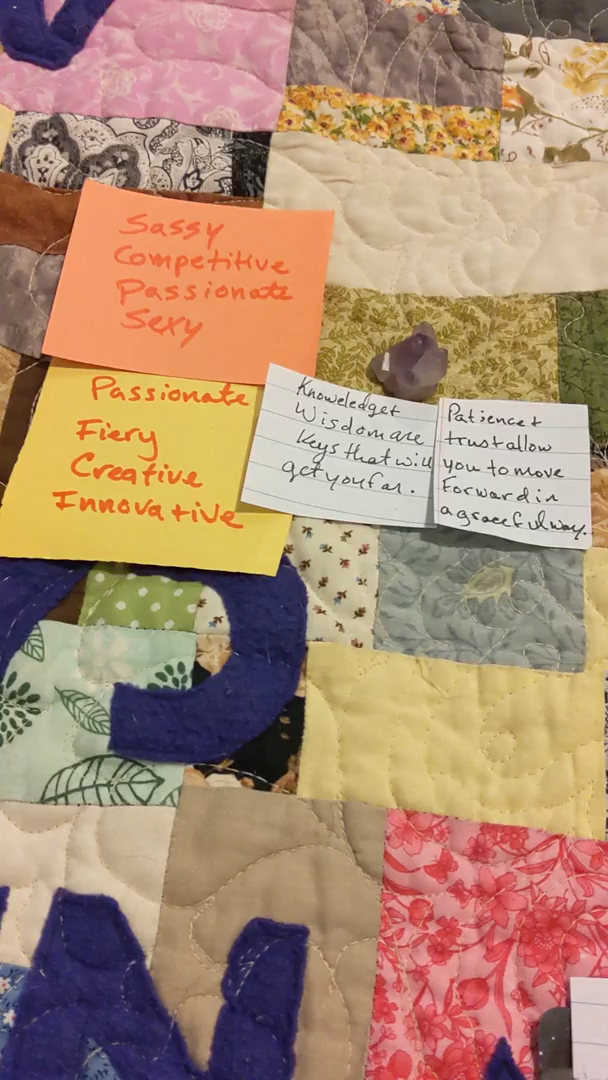 Sassy
Competitive
Passionate
Sexy
Passionate
Fiery
Creative
Innovative
Knoweledget
Wisdom are
Keys that will
get you far.
Patience +
trust allow
you to move
Forward in
a graceful way.